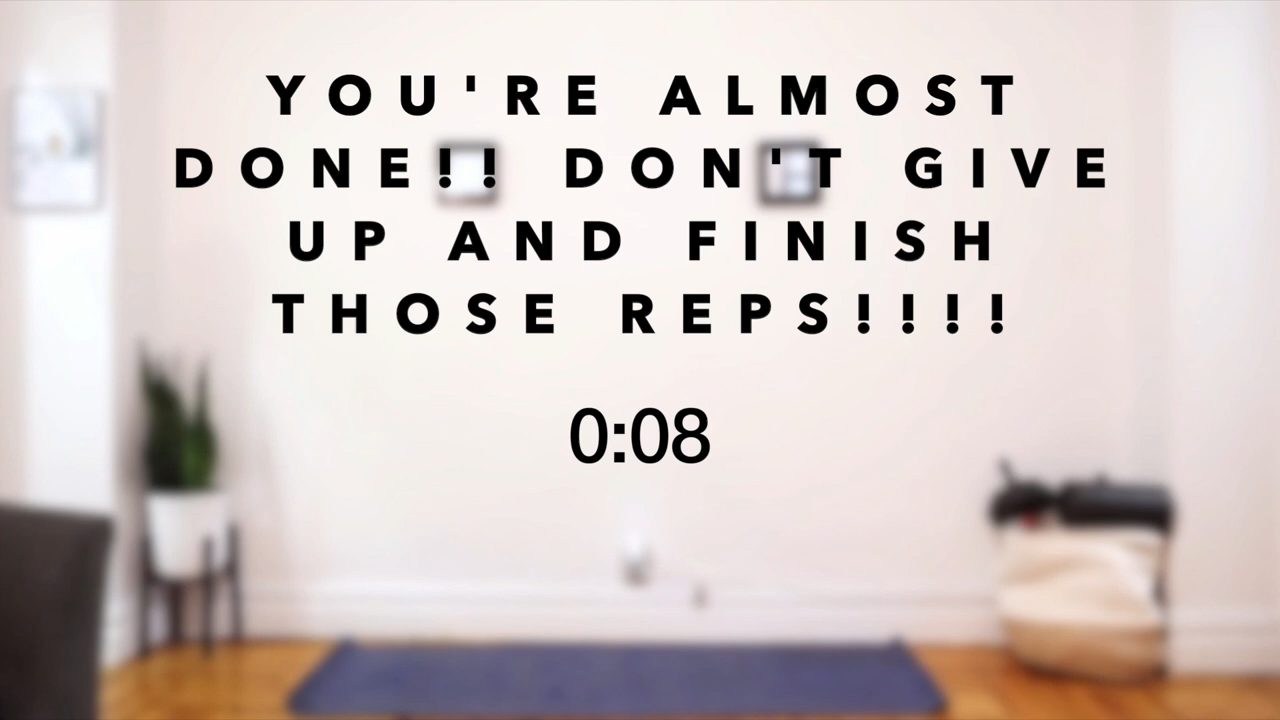 YOU'RE ALMOST
DONE!! DON'T GIVE
UP AND FINISH
THOSE REPS!!!!
0:08